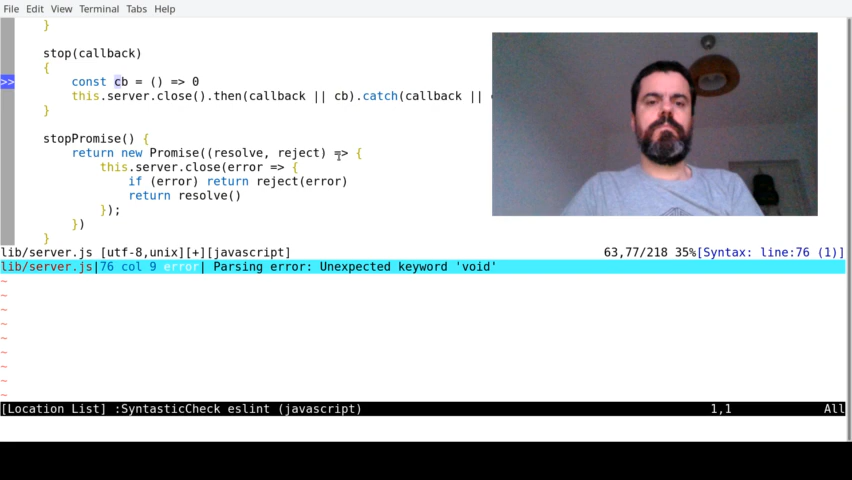 File Edit View Terminal Tabs Help
}
stop(callback)
{
>> const cb = () => 0
this.server.close().then(callback || cb).catch(callback ||
}
stopPromise() {
return new Promise((resolve, reject) => {
this.server.close(error => {
if (error) return reject(error)
return resolve()
});
})
}
lib/server.js [utf-8,unix][+][javascript] 63,77/218 35%[Syntax: line:76 (1)]
lib/server.js|76 col 9 error| Parsing error: Unexpected keyword 'void'
~
~
~
~
~
~
~
~
~
[Location List] :SyntasticCheck eslint (javascript) 1,1 All